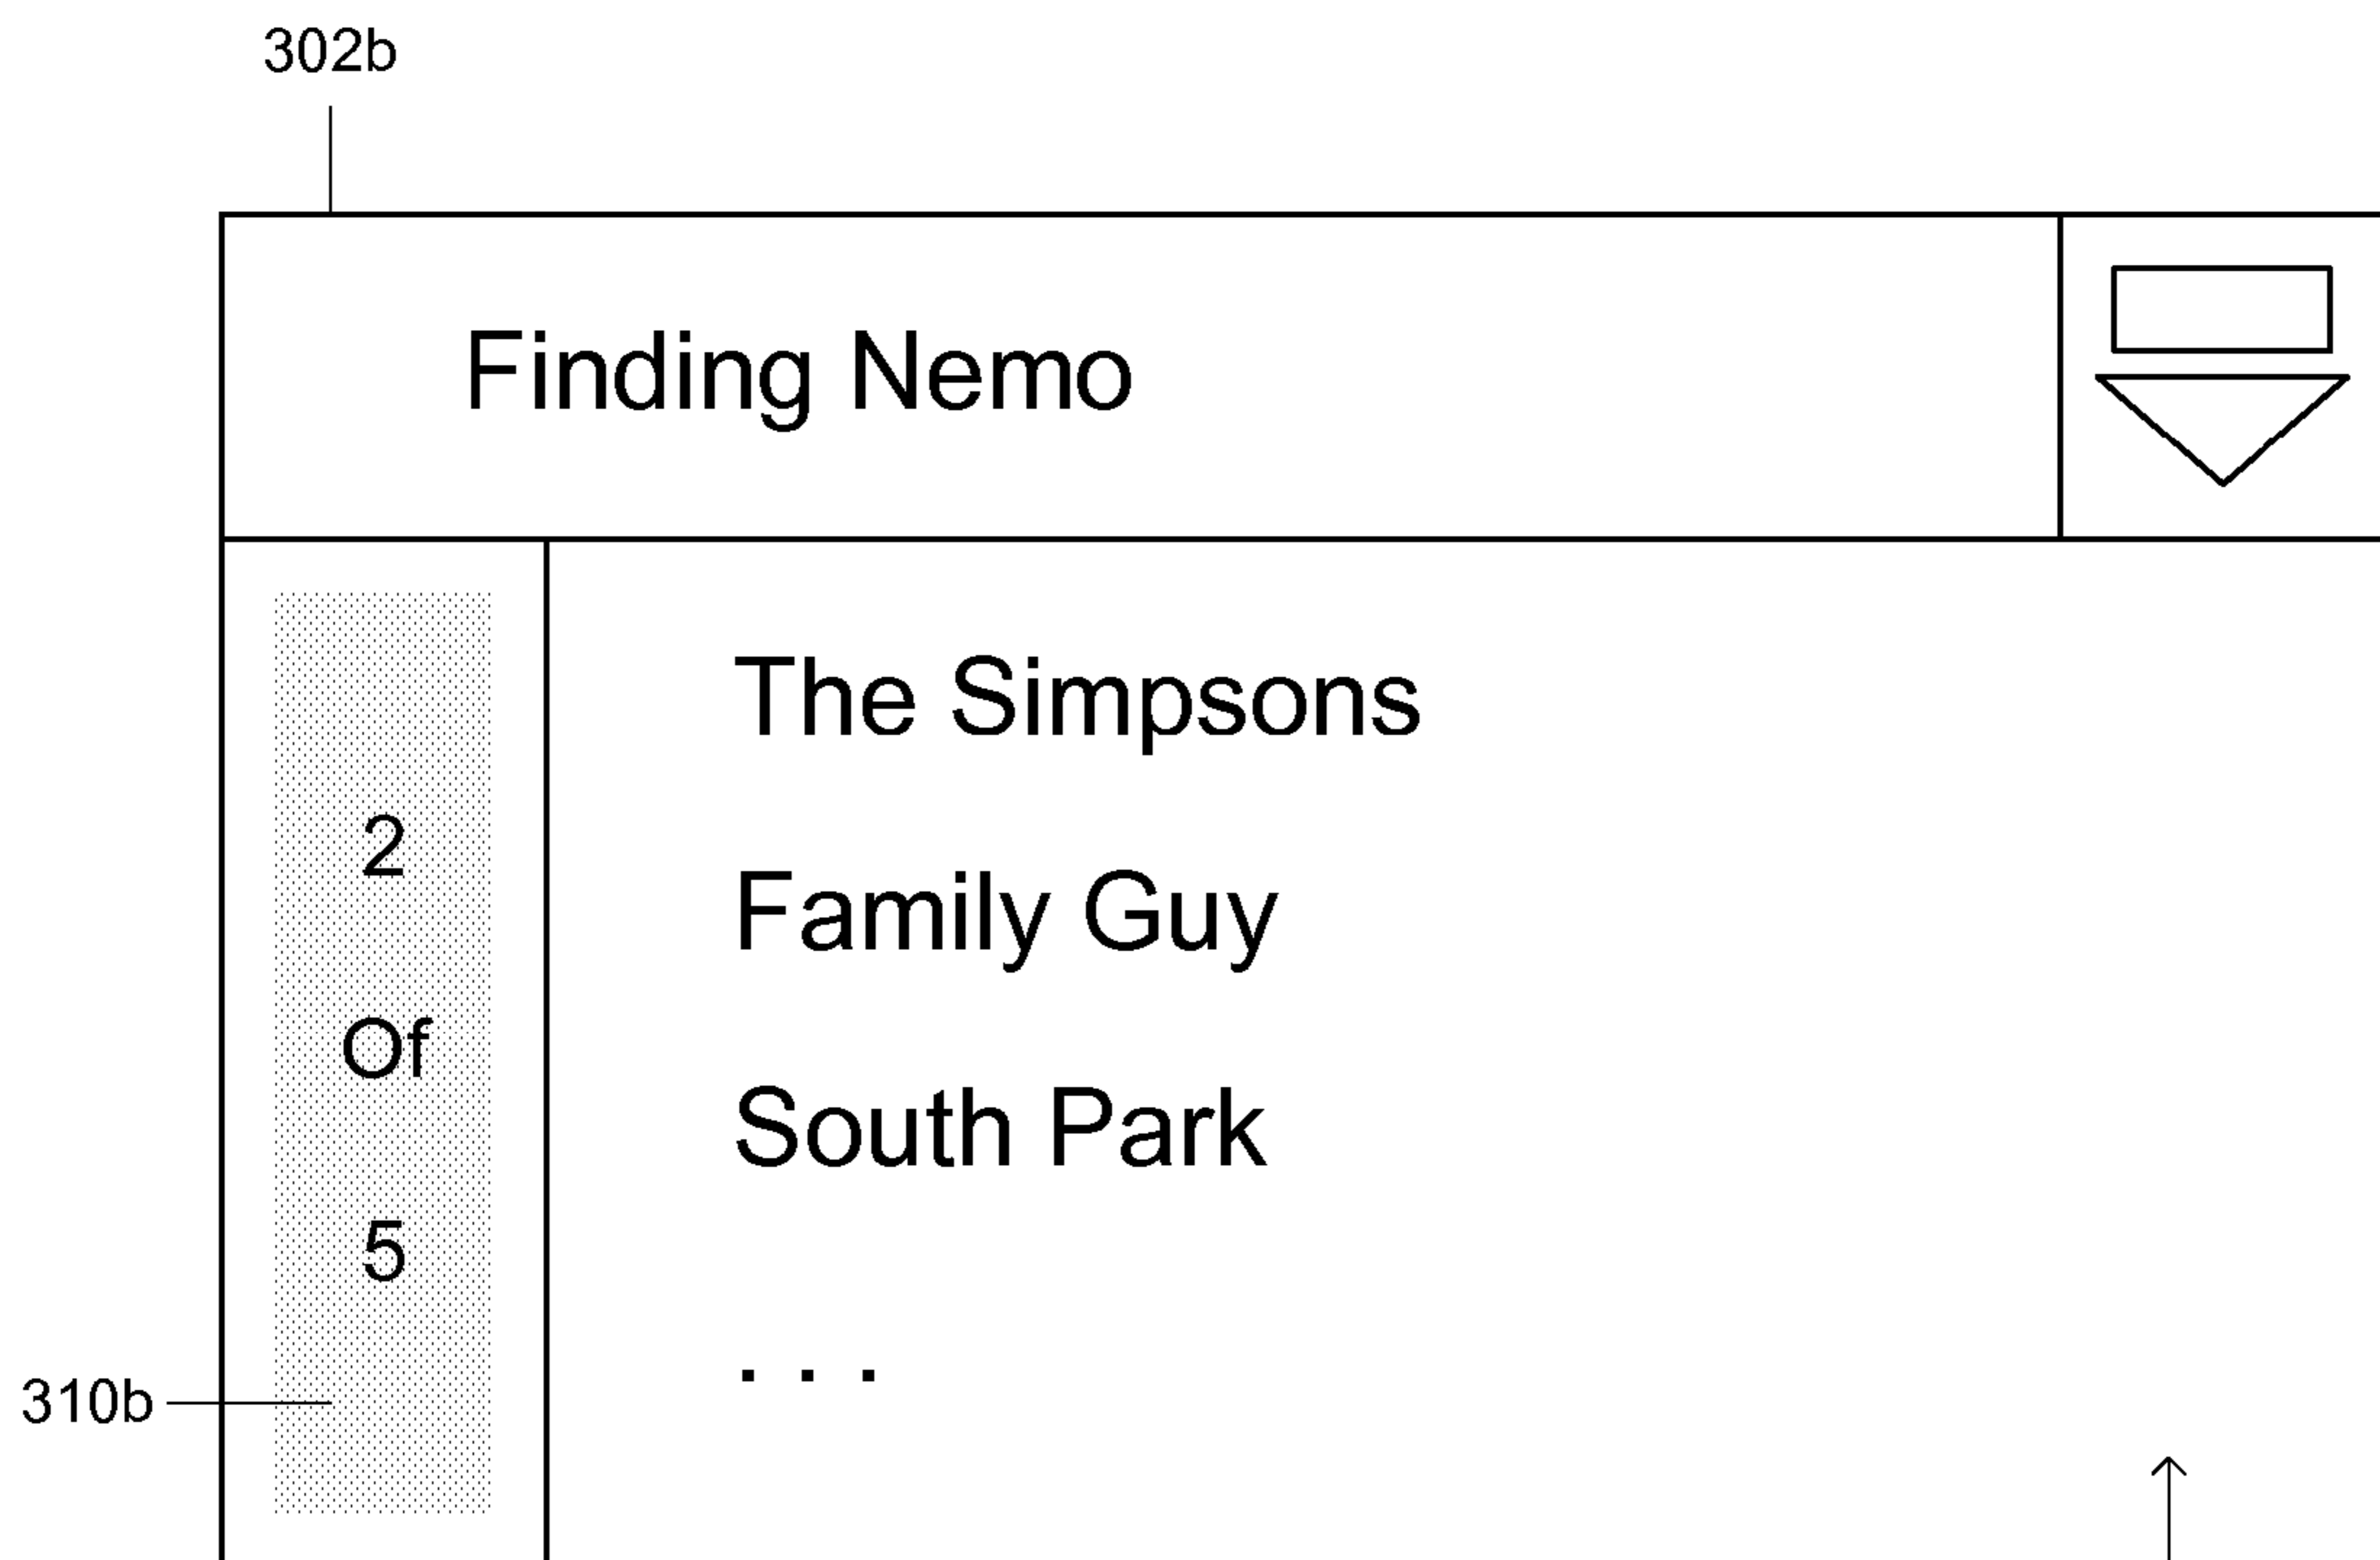 302b
Finding Nemo
The Simpsons
2
Family Guy
Of
South Park
5
. . .
310b